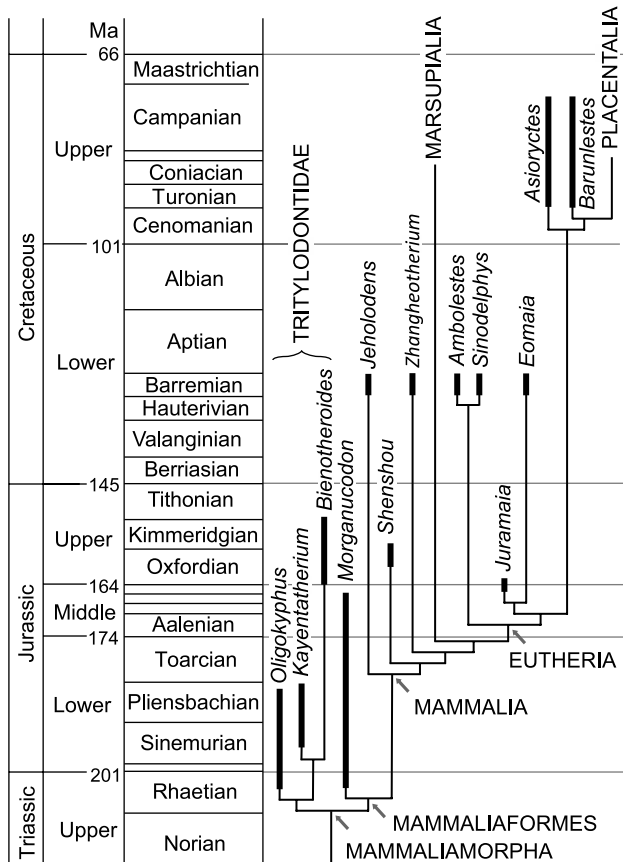 Ma
66
Maastrichtian
Campanian
Upper
Coniacian
Turonian
Cenomanian
101
Cretaceous
Albian
Aptian
Lower
Barremian
Hauterivian
Valanginian
Berriasian
145
Tithonian
Upper
Kimmeridgian
Oxfordian
164
Jurassic
Middle
Aalenian
174
Toarcian
Lower
Pliensbachian
Sinemurian
201
Triassic
Rhaetian
Upper
Norian
TRITYLODONTIDAE
Oligokyphus
Kayentatherium
Bienotheroides
Morganucodon
Jeholodens
Shenshou
Zhangheotherium
MARSUPIALIA
Ambolestes
Sinodelphys
Juramaia
Eomaia
Asioryctes
Barunlestes
PLACENTALIA
EUTHERIA
MAMMALIA
MAMMALIAFORMES
MAMMALIAMORPHA